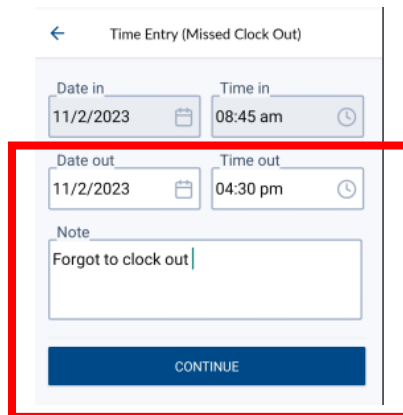 Time Entry (Missed Clock Out)
Date in Time in
11/2/2023 08:45 am
Date out Time out
11/2/2023 04:30 pm
Note
Forgot to clock out
CONTINUE